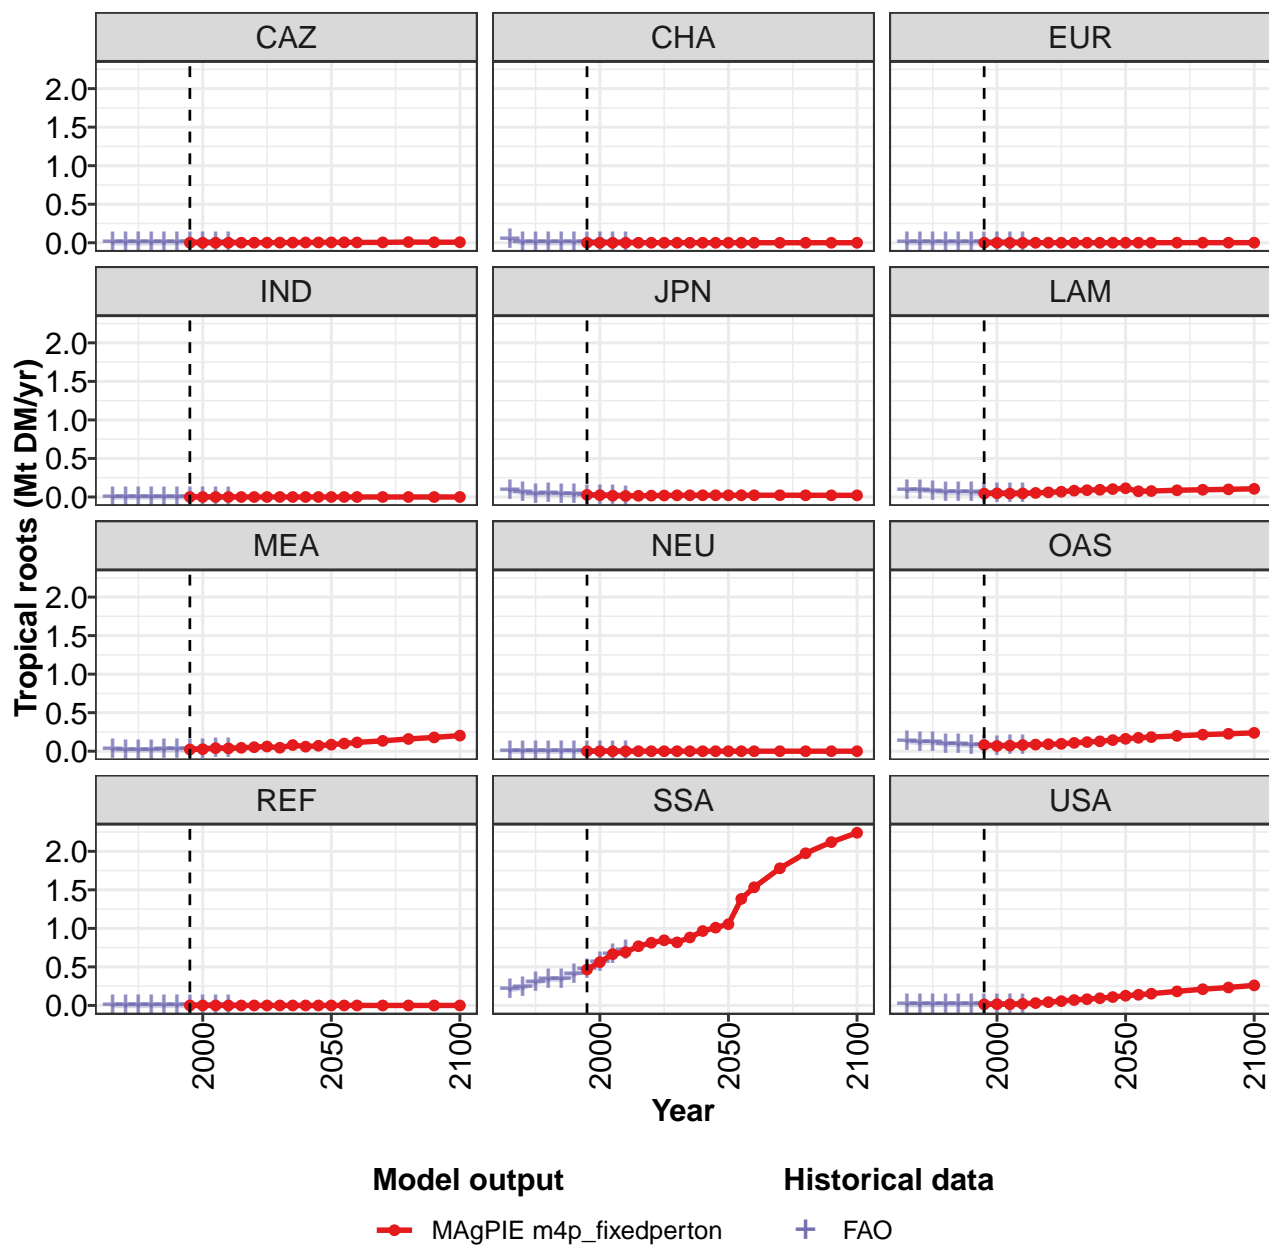 CAZ CHA EUR
2.0
1.5
1.0
0.5
0.0
IND JPN LAM
2.0
1.5
1.0
0.5
0.0
MEA NEU OAS
2.0
1.5
1.0
0.5
0.0
REF SSA USA
2.0
1.5
1.0
0.5
0.0
Tropical roots (Mt DM/yr)
2000 2050 2100 2000 2050 2100 2000 2050 2100
Year
Model output Historical data
MAgPIE m4p_fixedperton FAO